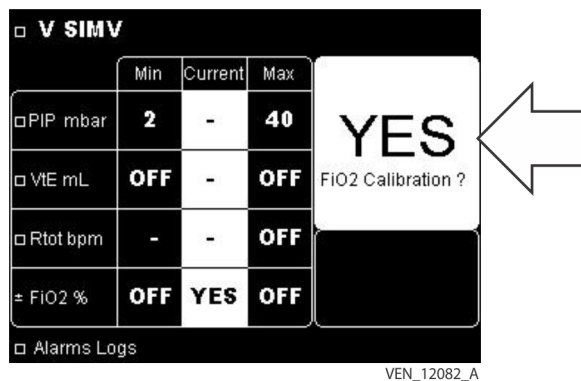 V SIMV
Min Current Max
PIP mbar 2 - 40
YES
FiO2 Calibration ?
VtE mL OFF - OFF
Rtot bpm - - OFF
± FiO2 % OFF YES OFF
Alarms Logs
VEN_12082_A